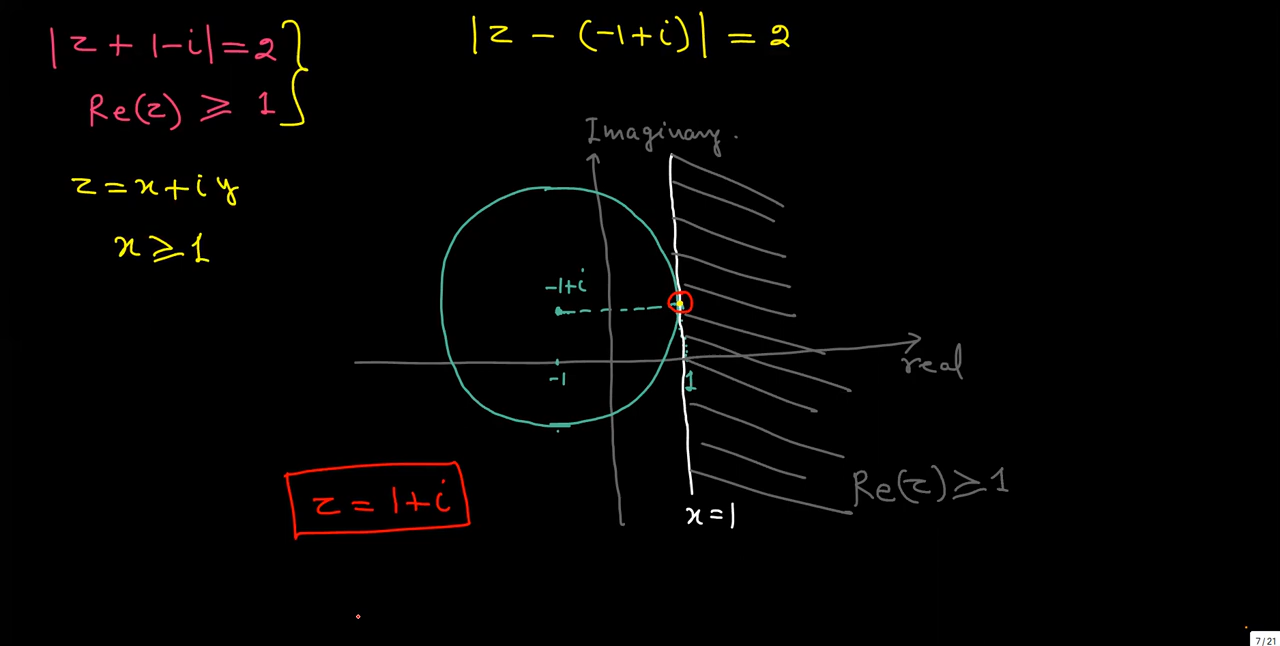 |z + 1 - i| = 2
Re(z) ≥ 1
z = x + iy
x ≥ 1
|z - (-1 + i)| = 2
Imaginary.
-1+i
-1
1
real
Re(z) ≥ 1
x = 1
z = 1 + i
7 / 21